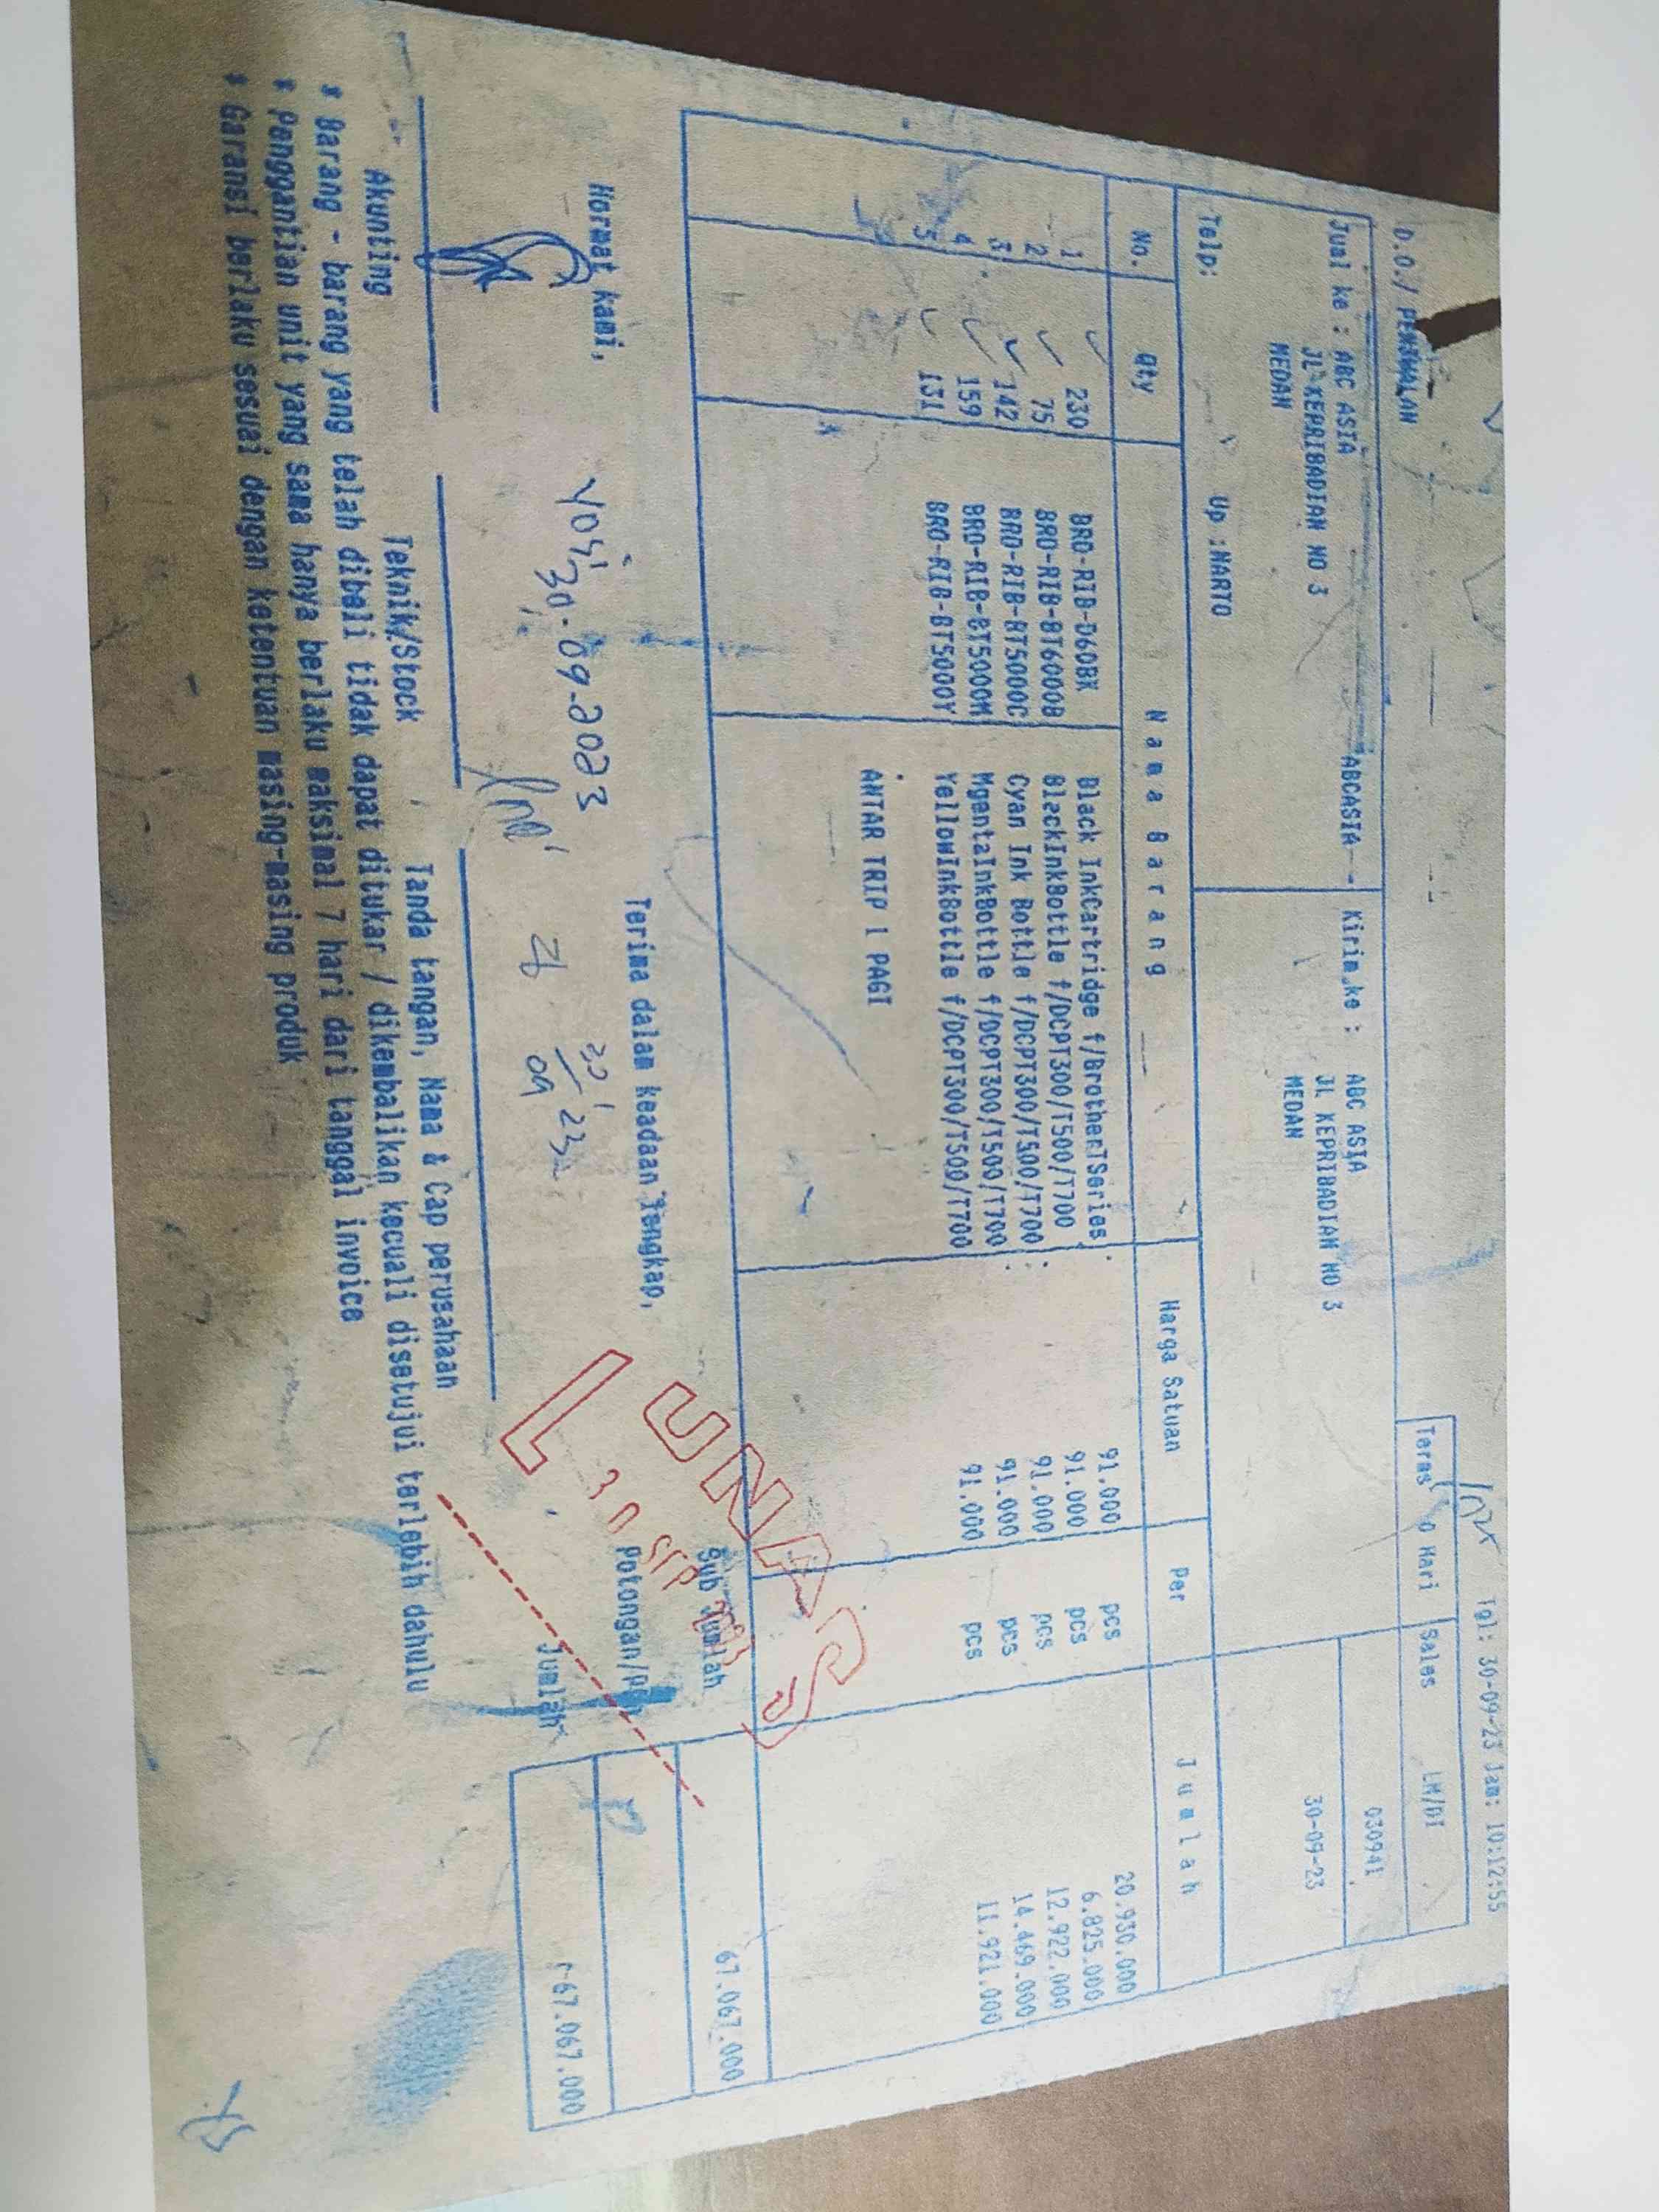 Tgl: 30-09-23 Jam: 10:12:55
D.O./ PENJUALAN
Terms 0 Hari Sales LM/DI
ABCASIA
Jual ke : ABC ASIA
JL KEPRIBADIAN NO 3
MEDAN
Kirim ke : ABC ASIA
JL KEPRIBADIAN NO 3
MEDAN
030941
30-09-23
Telp: Up :MARTO
No. Qty Nama Barang Harga Satuan Per Jumlah
1 230 BRO-RIB-D60BK Black InkCartridge f/BrotherTSeries 91.000 pcs 20.930.000
2 75 BRO-RIB-BT6000B BlackInkBottle f/DCPT300/T500/T700 91.000 pcs 6.825.000
3 142 BRO-RIB-BT5000C Cyan Ink Bottle f/DCPT300/T500/T700 91.000 pcs 12.922.000
4 159 BRO-RIB-BT5000M MgentaInkBottle f/DCPT300/T500/T700 91.000 pcs 14.469.000
5 131 BRO-RIB-BT5000Y YellowInkBottle f/DCPT300/T500/T700 91.000 pcs 11.921.000
ANTAR TRIP 1 PAGI
LUNAS
30 SEP
Sub Jumlah 67.067.000
Hormat kami,
Terima dalam keadaan lengkap,
Potongan/
Jumlah 67.067.000
30-09-2023
30/09 23
Akunting
Teknik/Stock
Tanda tangan, Nama & Cap perusahaan
* Barang - barang yang telah dibeli tidak dapat ditukar / dikembalikan kecuali disetujui terlebih dahulu
* Penggantian unit yang sama hanya berlaku maksimal 7 hari dari tanggal invoice
* Garansi berlaku sesuai dengan ketentuan masing-masing produk